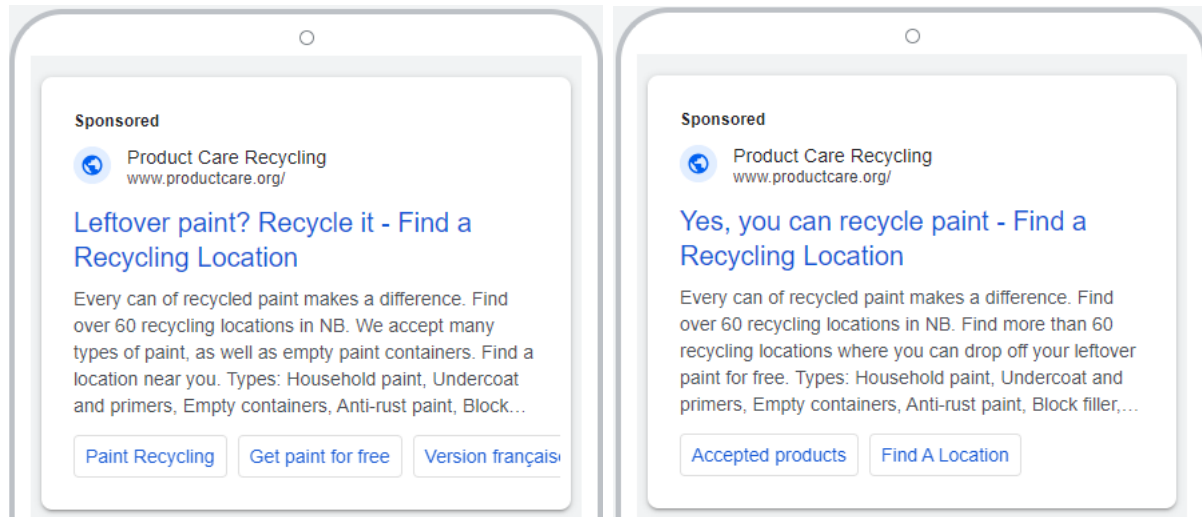 Sponsored
Product Care Recycling
www.productcare.org/
Leftover paint? Recycle it - Find a
Recycling Location
Every can of recycled paint makes a difference. Find
over 60 recycling locations in NB. We accept many
types of paint, as well as empty paint containers. Find a
location near you. Types: Household paint, Undercoat
and primers, Empty containers, Anti-rust paint, Block...
Paint Recycling
Get paint for free
Version français
Sponsored
Product Care Recycling
www.productcare.org/
Yes, you can recycle paint - Find a
Recycling Location
Every can of recycled paint makes a difference. Find
over 60 recycling locations in NB. Find more than 60
recycling locations where you can drop off your leftover
paint for free. Types: Household paint, Undercoat and
primers, Empty containers, Anti-rust paint, Block filler,...
Accepted products
Find A Location